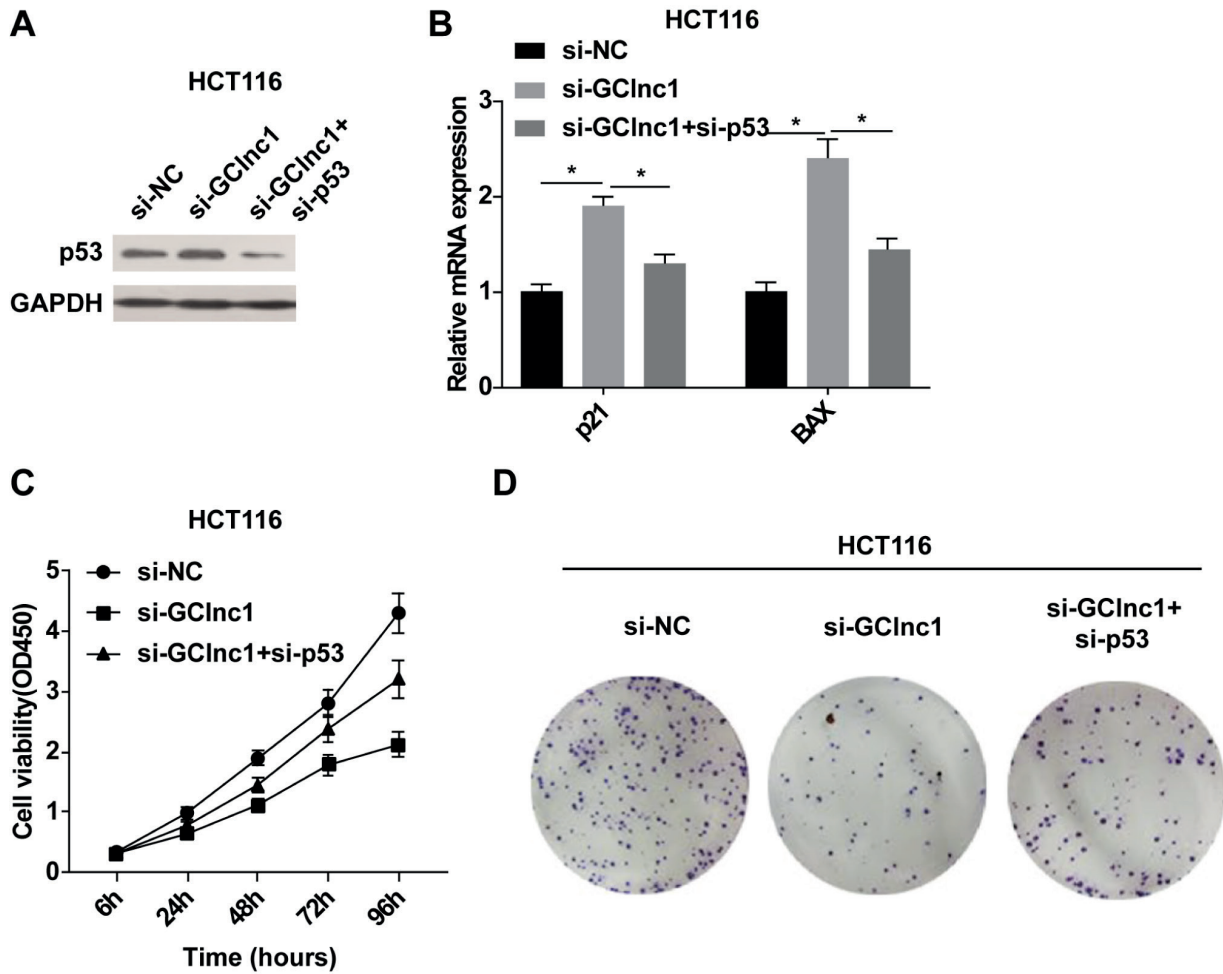 A
HCT116
si-NC
si-GClnc1
si-GClnc1+
si-p53
p53
GAPDH
B
HCT116
si-NC
si-GClnc1
si-GClnc1+si-p53
Relative mRNA expression
3
2
1
0
* *
* *
p21
BAX
C
HCT116
si-NC
si-GClnc1
si-GClnc1+si-p53
Cell viability(OD450)
5
4
3
2
1
0
6h
24h
48h
72h
96h
Time (hours)
D
HCT116
si-NC
si-GClnc1
si-GClnc1+
si-p53